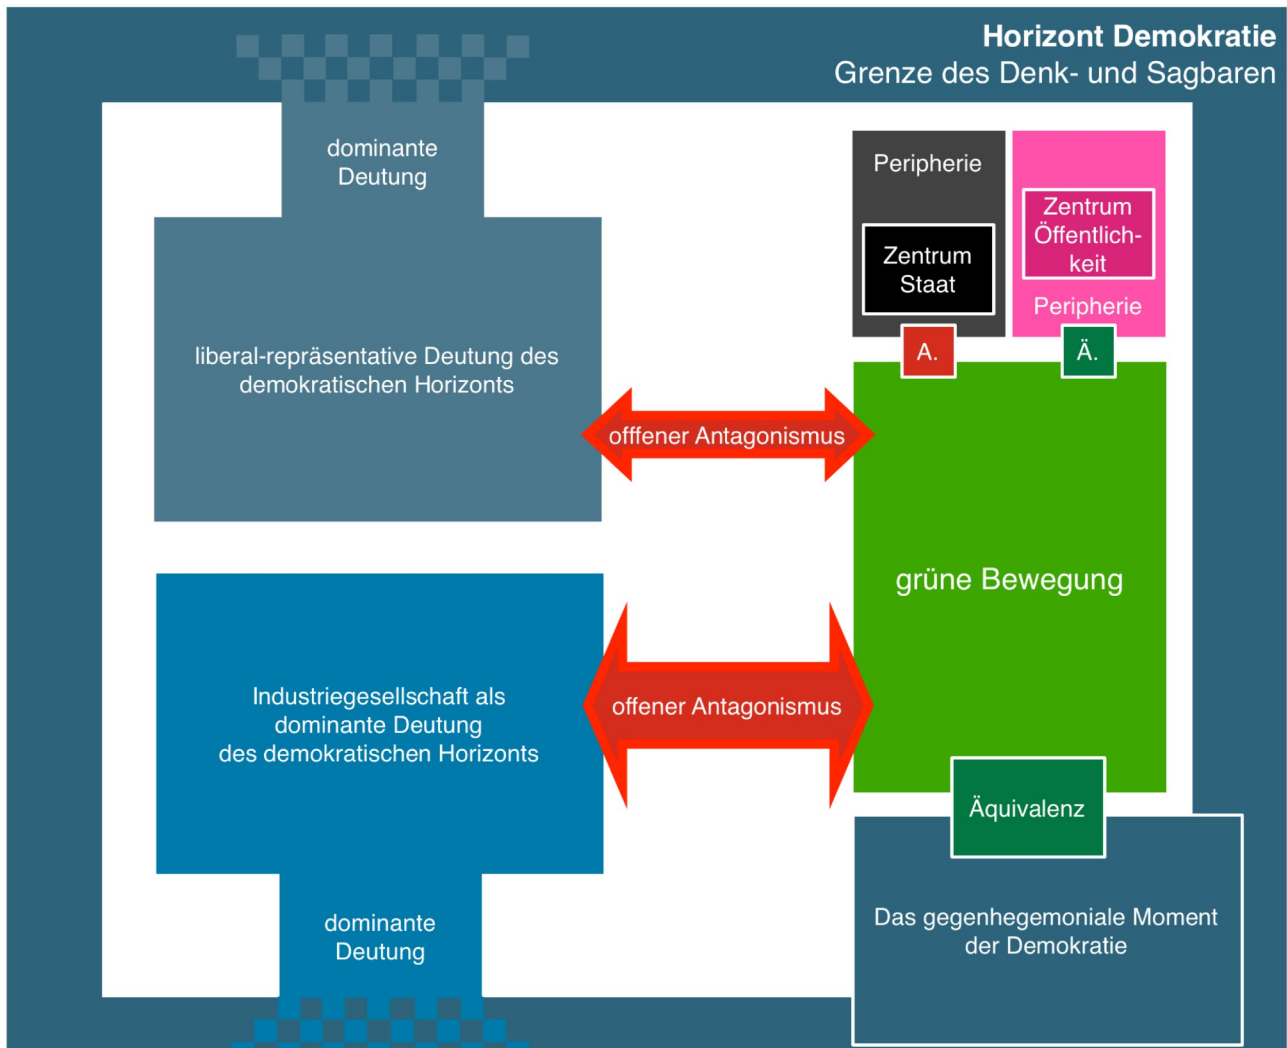 Horizont Demokratie
Grenze des Denk- und Sagbaren
dominante
Deutung
liberal-repräsentative Deutung des
demokratischen Horizonts
Peripherie
Zentrum
Staat
Zentrum
Öffentlich-
keit
Peripherie
A.
Ä.
offfener Antagonismus
grüne Bewegung
Industriegesellschaft als
dominante Deutung
des demokratischen Horizonts
offener Antagonismus
Äquivalenz
dominante
Deutung
Das gegenhegemoniale Moment
der Demokratie